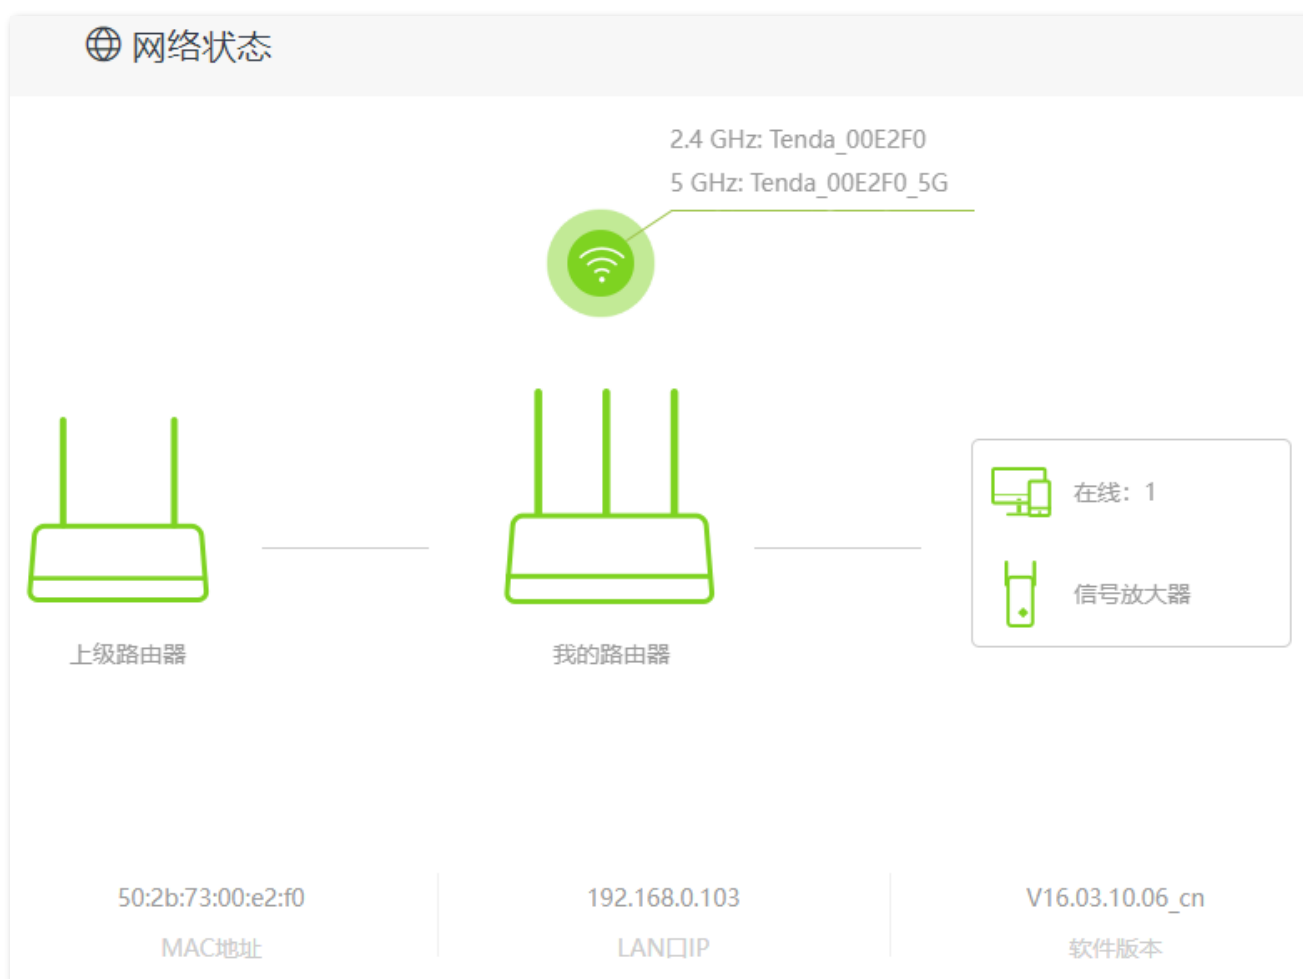 网络状态
2.4 GHz: Tenda_00E2F0
5 GHz: Tenda_00E2F0_5G
在线：1
信号放大器
上级路由器
我的路由器
50:2b:73:00:e2:f0
MAC地址
192.168.0.103
LAN口IP
V16.03.10.06_cn
软件版本